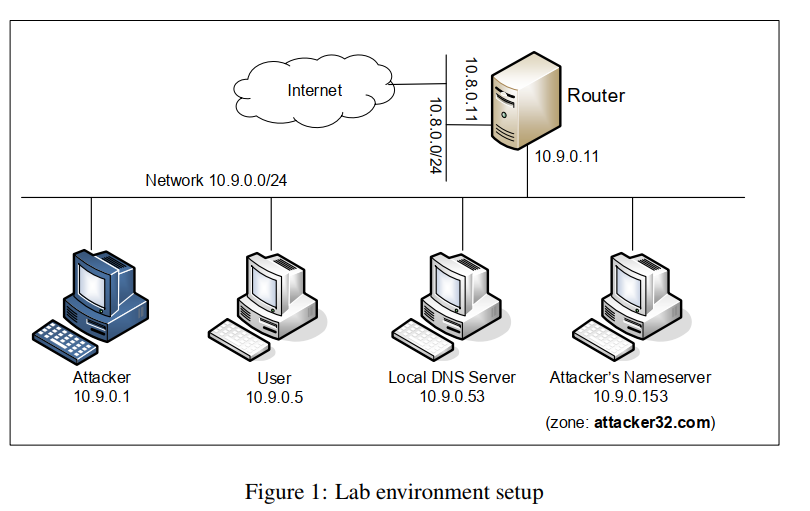 Internet
10.8.0.11
10.8.0.0/24
Router
10.9.0.11
Network 10.9.0.0/24
Attacker
10.9.0.1
User
10.9.0.5
Local DNS Server
10.9.0.53
Attacker's Nameserver
10.9.0.153
(zone: attacker32.com)
Figure 1: Lab environment setup